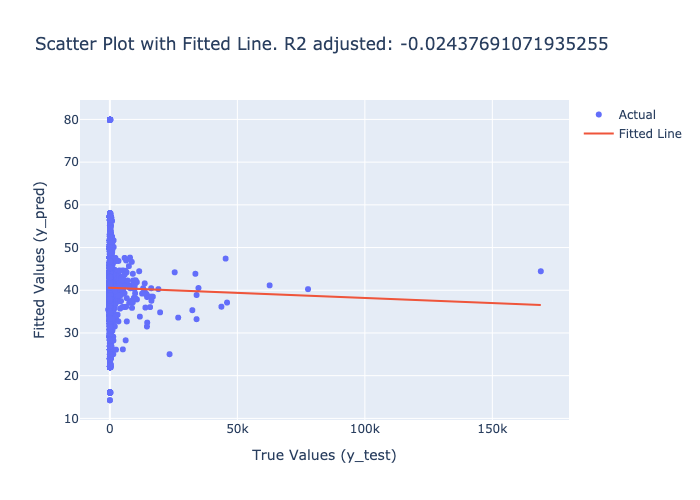 Scatter Plot with Fitted Line. R2 adjusted: -0.02437691071935255
Actual
Fitted Line
80
70
60
50
40
30
20
10
Fitted Values (y_pred)
0
50k
100k
150k
True Values (y_test)